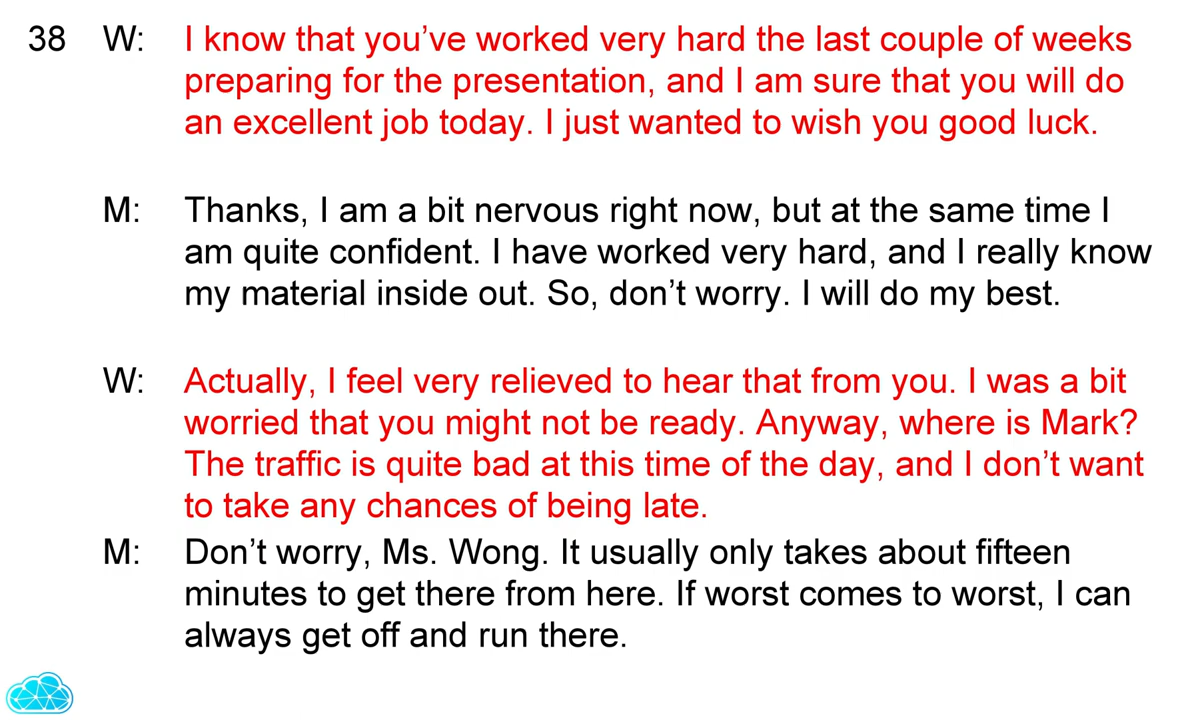 38 W: I know that you’ve worked very hard the last couple of weeks
preparing for the presentation, and I am sure that you will do
an excellent job today. I just wanted to wish you good luck.
M: Thanks, I am a bit nervous right now, but at the same time I
am quite confident. I have worked very hard, and I really know
my material inside out. So, don’t worry. I will do my best.
W: Actually, I feel very relieved to hear that from you. I was a bit
worried that you might not be ready. Anyway, where is Mark?
The traffic is quite bad at this time of the day, and I don’t want
to take any chances of being late.
M: Don’t worry, Ms. Wong. It usually only takes about fifteen
minutes to get there from here. If worst comes to worst, I can
always get off and run there.